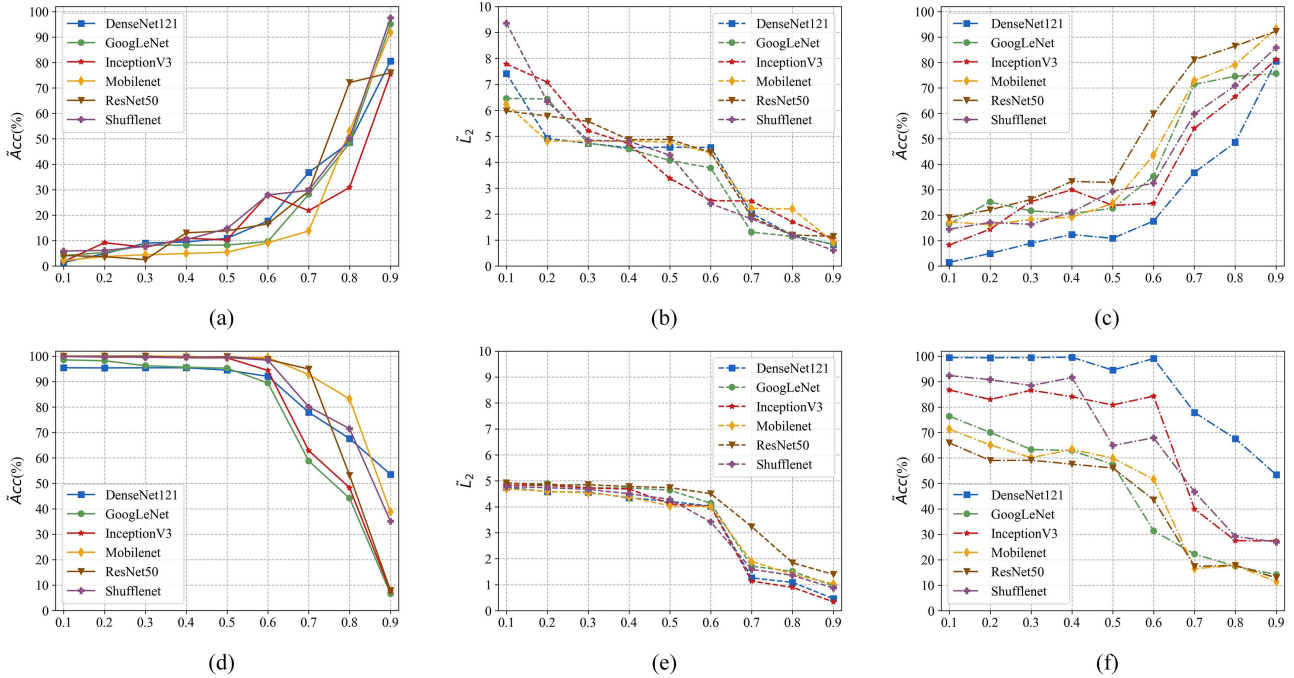 100
90
80
70
60
50
40
30
20
10
0
ÃAcc(%)
DenseNet121
GoogLeNet
InceptionV3
Mobilenet
ResNet50
Shufflenet
0.1 0.2 0.3 0.4 0.5 0.6 0.7 0.8 0.9
(a)
10
9
8
7
6
5
4
3
2
1
0
L̃₂
DenseNet121
GoogLeNet
InceptionV3
Mobilenet
ResNet50
Shufflenet
0.1 0.2 0.3 0.4 0.5 0.6 0.7 0.8 0.9
(b)
100
90
80
70
60
50
40
30
20
10
0
Ãcc(%)
DenseNet121
GoogLeNet
InceptionV3
Mobilenet
ResNet50
Shufflenet
0.1 0.2 0.3 0.4 0.5 0.6 0.7 0.8 0.9
(c)
100
90
80
70
60
50
40
30
20
10
0
Ãcc(%)
DenseNet121
GoogLeNet
InceptionV3
Mobilenet
ResNet50
Shufflenet
0.1 0.2 0.3 0.4 0.5 0.6 0.7 0.8 0.9
(d)
10
9
8
7
6
5
4
3
2
1
0
L̃₂
DenseNet121
GoogLeNet
InceptionV3
Mobilenet
ResNet50
Shufflenet
0.1 0.2 0.3 0.4 0.5 0.6 0.7 0.8 0.9
(e)
100
90
80
70
60
50
40
30
20
10
0
Ãcc(%)
DenseNet121
GoogLeNet
InceptionV3
Mobilenet
ResNet50
Shufflenet
0.1 0.2 0.3 0.4 0.5 0.6 0.7 0.8 0.9
(f)